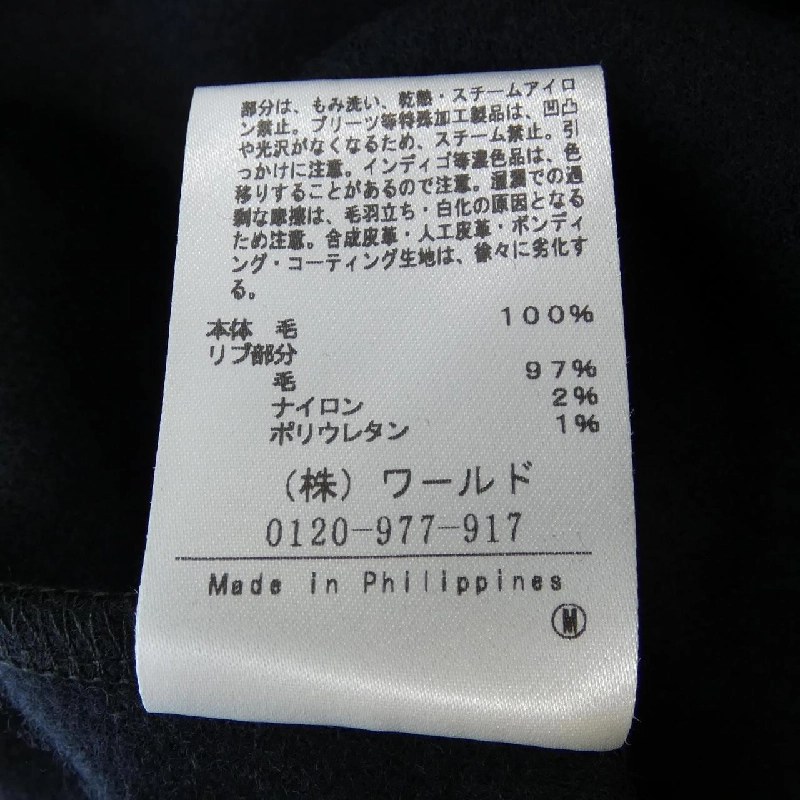 部分は、もみ洗い、乾熱・スチームアイロ
ン禁止。プリーツ等特殊加工製品は、凹凸
や光沢がなくなるため、スチーム禁止。引
っかけに注意。インディゴ等濃色品は、色
移りすることがあるので注意。湿潤での過
剰な摩擦は、毛羽立ち・白化の原因となる
ため注意。合成皮革・人工皮革・ボンディ
ング・コーティング生地は、徐々に劣化す
る。
本体 毛 100%
リブ部分
毛 97%
ナイロン 2%
ポリウレタン 1%
(株) ワールド
0120-977-917
Made in Philippines
M